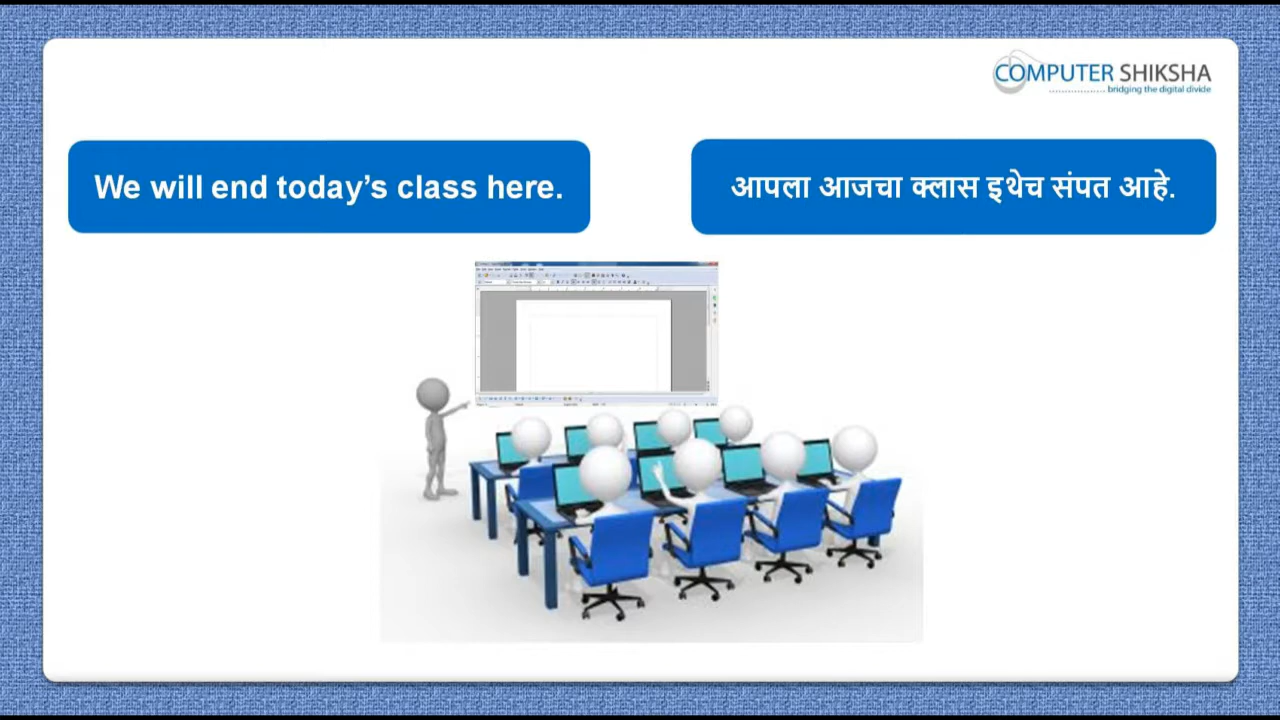 COMPUTER SHIKSHA
bridging the digital divide
We will end today’s class here.
आपला आजचा क्लास इथेच संपत आहे.